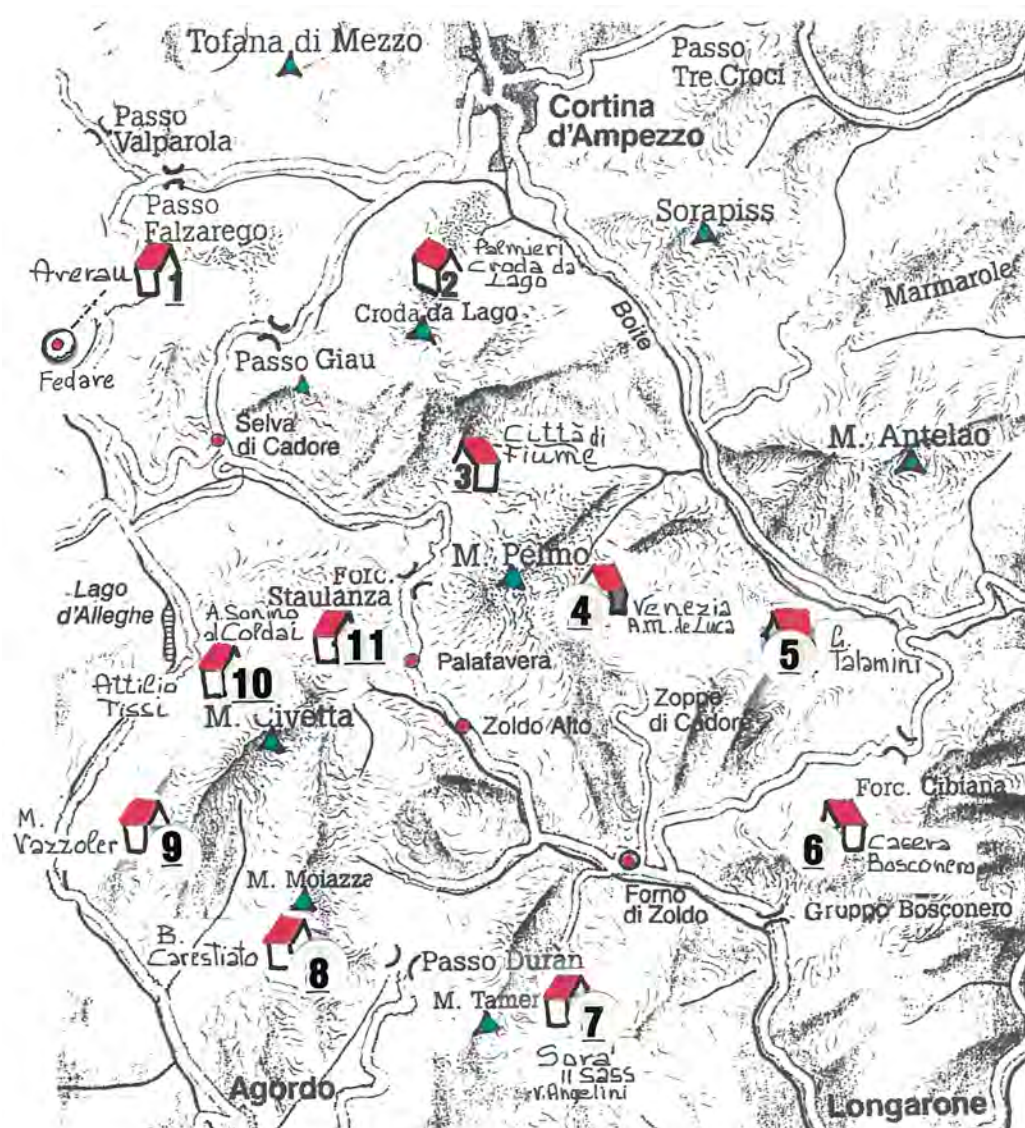 Tofana di Mezzo
Passo
Tre Croci
Cortina
d'Ampezzo
Passo
Valparola
Passo
Falzarego
Averau
1
Fedare
2
Palmieri
Croda da
Lago
Croda da Lago
Sorapiss
Marmarole
Boite
Passo Giau
Selva
di Cadore
3
Città di
Fiume
M. Antelao
M. Pelmo
4
Venezia
A.M. de Luca
5
G.
Talamini
Forc.
Staulanza
11
Lago
d'Alleghe
A. Sonino
al Coldai
10
Attilio
Tissi
M. Civetta
Palafavera
Zoldo Alto
Zoppe
di Cadore
M.
Vazzoler
9
Forc. Cibiana
6
Casera
Bosconero
Gruppo Bosconero
Forno
di Zoldo
M. Moiazza
B.
Carestiato
8
Passo Duran
M. Tamer
7
Sora'
Il Sass
V. Angelini
Agordo
Longarone